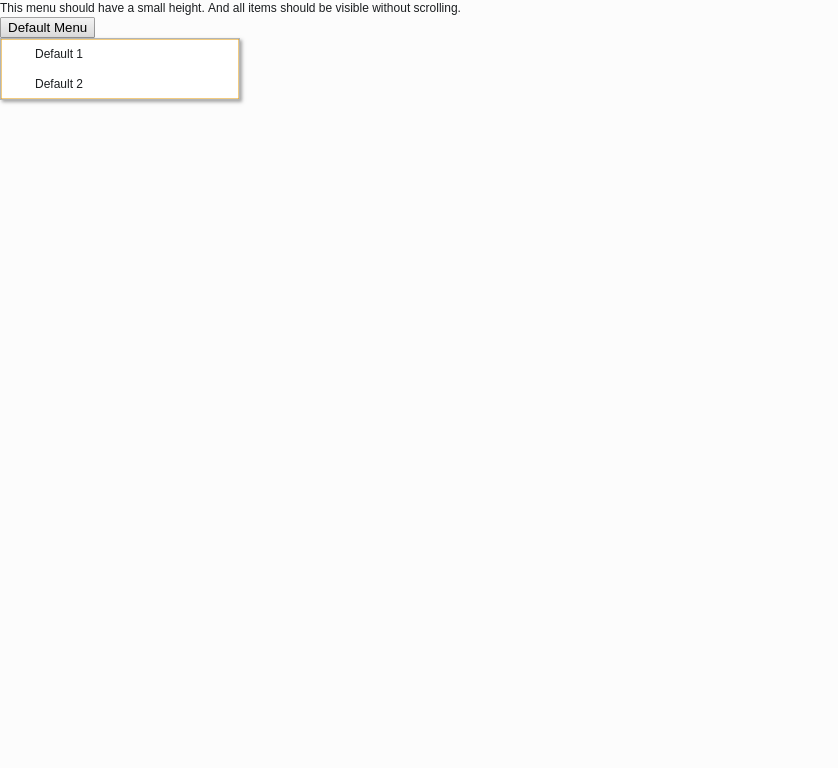 This menu should have a small height. And all items should be visible without scrolling.
Default Menu
Default 1
Default 2